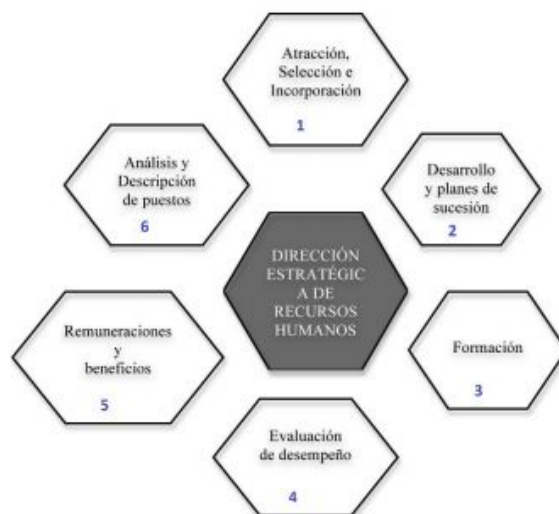 Atracción,
Selección e
Incorporación
1
Desarrollo
y planes de
sucesión
2
Formación
3
Evaluación
de desempeño
4
Remuneraciones
y
beneficios
5
Análisis y
Descripción
de puestos
6
DIRECCIÓN
ESTRATÉGIC
A DE
RECURSOS
HUMANOS